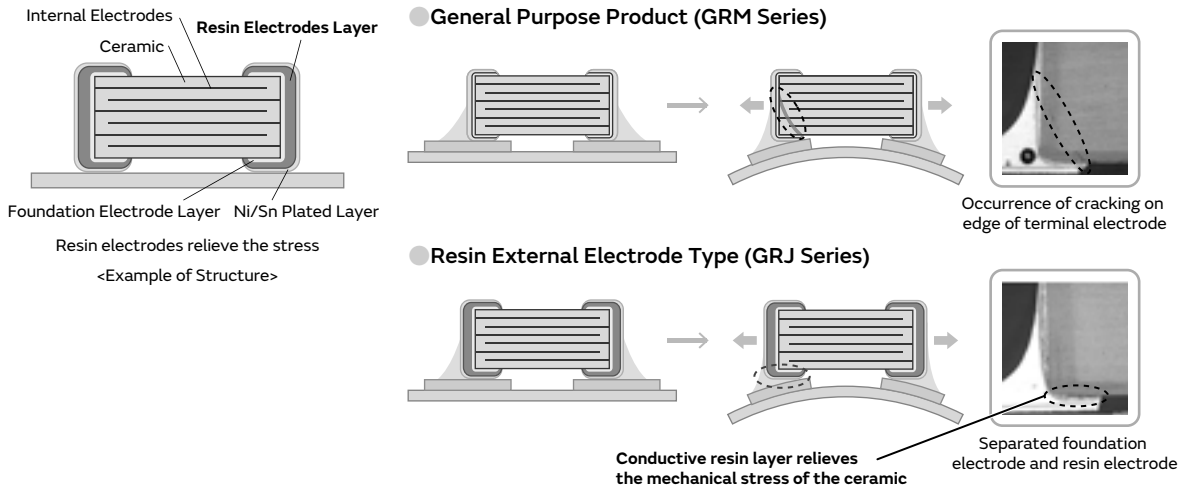 Internal Electrodes
Resin Electrodes Layer
Ceramic
Foundation Electrode Layer
Ni/Sn Plated Layer
Resin electrodes relieve the stress
<Example of Structure>
General Purpose Product (GRM Series)
Occurrence of cracking on
edge of terminal electrode
Resin External Electrode Type (GRJ Series)
Conductive resin layer relieves
the mechanical stress of the ceramic
Separated foundation
electrode and resin electrode